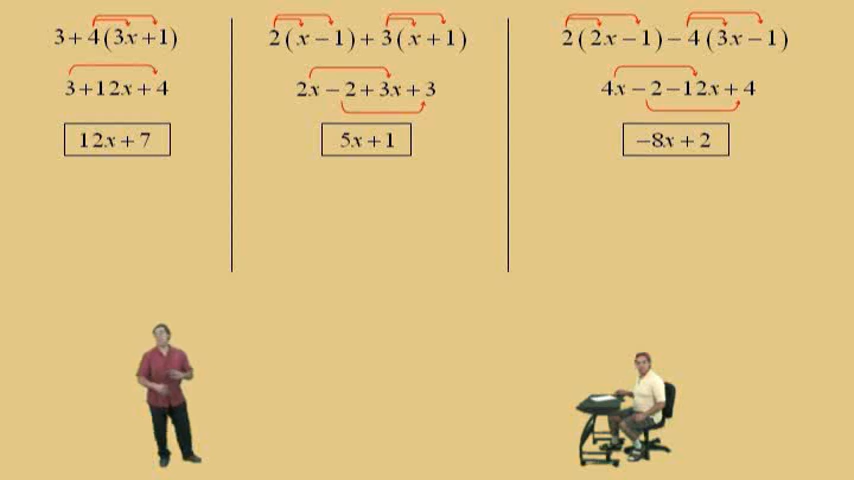 3+4(3x+1)
3+12x+4
12x+7
2(x−1)+3(x+1)
2x−2+3x+3
5x+1
2(2x−1)−4(3x−1)
4x−2−12x+4
−8x+2